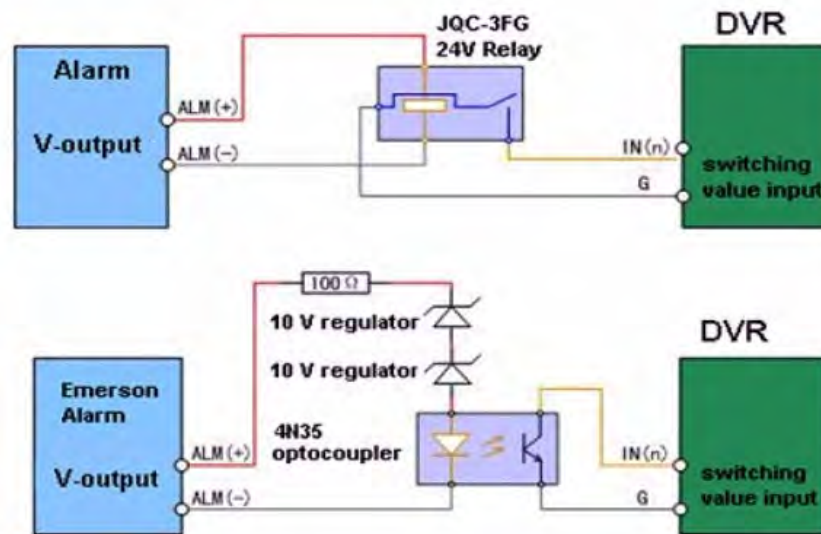 JQC-3FG
24V Relay
DVR
Alarm
V-output
ALM(+)
ALM(-)
IN(n)
G
switching
value input
100Ω
10 V regulator
10 V regulator
DVR
Emerson
Alarm
V-output
4N35
optocoupler
ALM(+)
ALM(-)
IN(n)
G
switching
value input